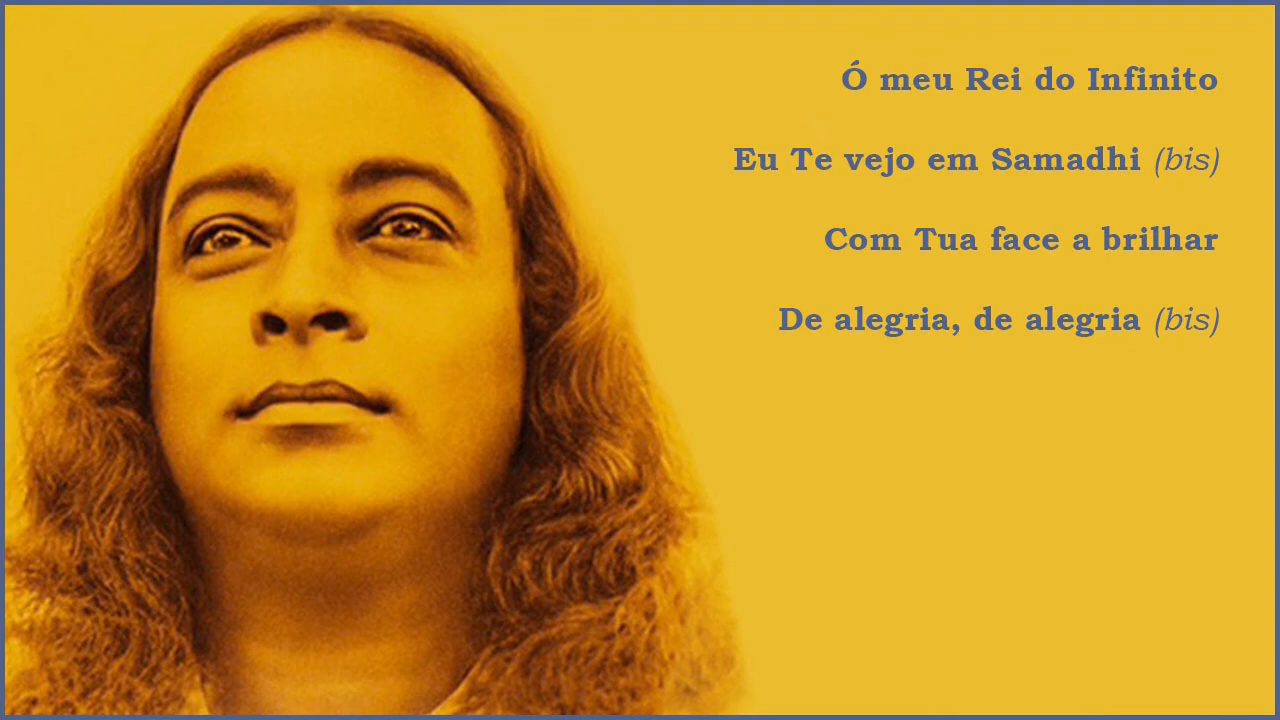 Ó meu Rei do Infinito
Eu Te vejo em Samadhi (bis)
Com Tua face a brilhar
De alegria, de alegria (bis)